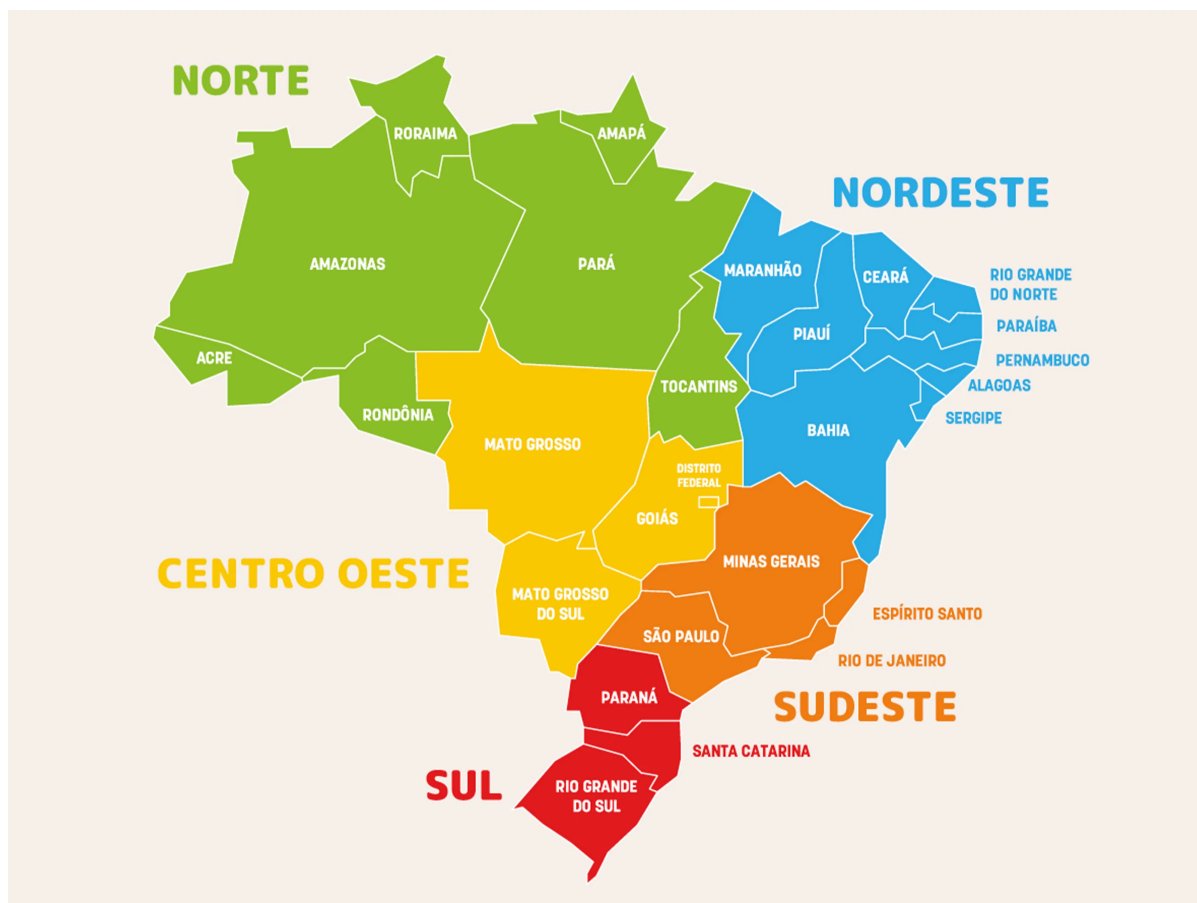 NORTE
RORAIMA
AMAPÁ
NORDESTE
AMAZONAS
PARÁ
MARANHÃO
CEARÁ
RIO GRANDE
DO NORTE
PIAUÍ
PARAÍBA
ACRE
PERNAMBUCO
TOCANTINS
ALAGOAS
RONDÔNIA
SERGIPE
BAHIA
MATO GROSSO
DISTRITO
FEDERAL
GOIÁS
CENTRO OESTE
MINAS GERAIS
MATO GROSSO
DO SUL
ESPÍRITO SANTO
SÃO PAULO
RIO DE JANEIRO
PARANÁ
SUDESTE
SANTA CATARINA
SUL
RIO GRANDE
DO SUL